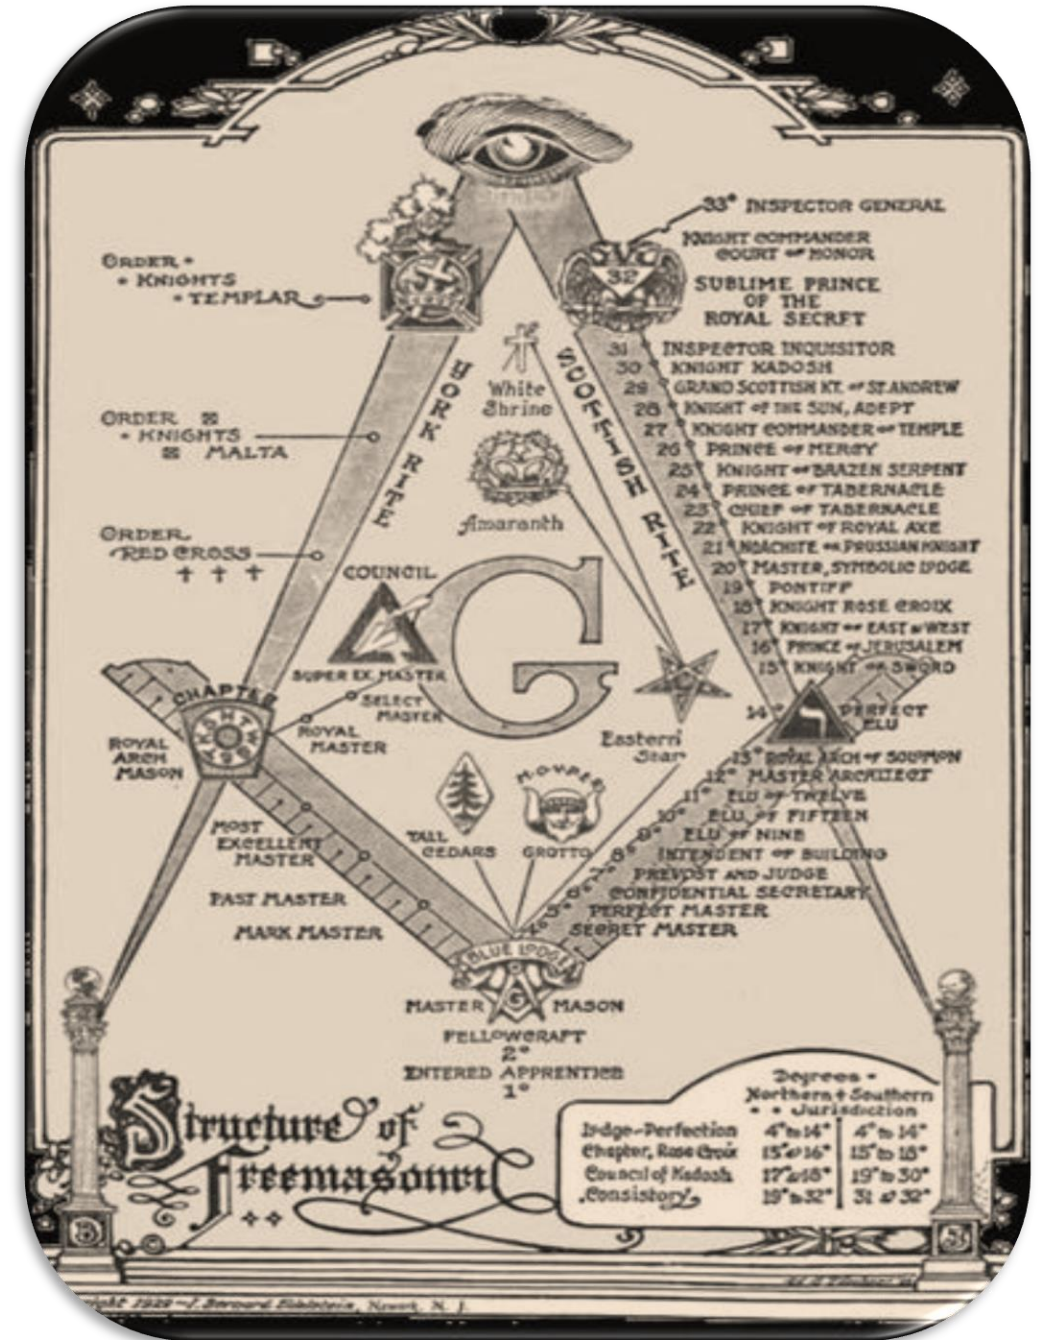 33° INSPECTOR GENERAL
KNIGHT COMMANDER
COURT OF HONOR
32
SUBLIME PRINCE
OF THE
ROYAL SECRET
ORDER
KNIGHTS
TEMPLAR
YORK RITE
SCOTTISH RITE
31 INSPECTOR INQUISITOR
30° KNIGHT KADOSH
29° GRAND SCOTTISH KT. OF ST ANDREW
28° KNIGHT OF THE SUN, ADEPT
27° KNIGHT COMMANDER OF TEMPLE
26° PRINCE OF MERCY
25° KNIGHT OF BRAZEN SERPENT
24° PRINCE OF TABERNACLE
23° CHIEF OF TABERNACLE
22° KNIGHT OF ROYAL AXE
21° NOACHITE OR PRUSSIAN KNIGHT
20° MASTER, SYMBOLIC LODGE
19° PONTIFF
18° KNIGHT ROSE CROIX
17° KNIGHT OF EAST & WEST
16° PRINCE OF JERUSALEM
15° KNIGHT OF SWORD
14° PERFECT
ELU
13° ROYAL ARCH OF SOLOMON
12° MASTER ARCHITECT
11° ELU OF TWELVE
10° ELU OF FIFTEEN
9° ELU OF NINE
8° INTENDENT OF BUILDING
7° PREVOST AND JUDGE
6° CONFIDENTIAL SECRETARY
5° PERFECT MASTER
4° SECRET MASTER
White
Shrine
Amaranth
ORDER
KNIGHTS
MALTA
ORDER
RED CROSS
COUNCIL
G
SUPER EX. MASTER
SELECT
MASTER
ROYAL
MASTER
CHAPTER
ROYAL
ARCH
MASON
Eastern
Star
MOST
EXCELLENT
MASTER
PAST MASTER
MARK MASTER
TALL
CEDARS
M.O.V.P.E.R.
GROTTO
BLUE LODGE
G
MASTER MASON
FELLOWCRAFT
2°
ENTERED APPRENTICE
1°
Structure of
Freemasonry
Degrees
Northern & Southern
Jurisdiction
Lodge-Perfection 4° to 14° 4° to 14°
Chapter, Rose Croix 15° & 16° 15° to 18°
Council of Kadosh 17° & 18° 19° to 30°
Consistory 19° to 32° 31 & 32°
B
J
1929 - J. Bernard Newark, N. J.